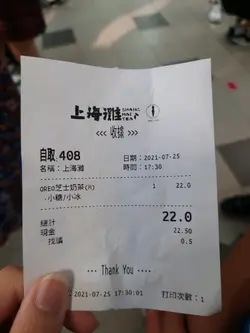 上海灘
<<< 收據 >>>
自取 408 日期：2021-07-25
名稱：上海灘 時間：17:30
OREO芝士奶茶(R) 1 22.0
-小糖/小冰
總計 22.0
現金 22.50
找續 0.5
--- Thank You ---
2021-07-25 17:30:01 打印次數：1